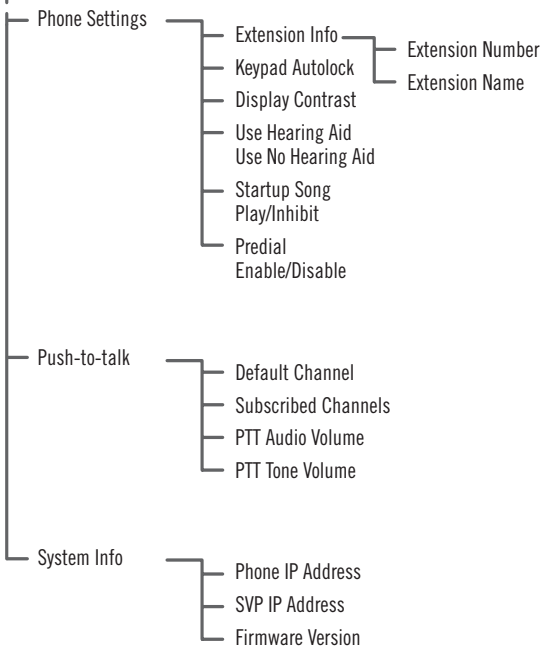 Phone Settings
Extension Info
Extension Number
Extension Name
Keypad Autolock
Display Contrast
Use Hearing Aid
Use No Hearing Aid
Startup Song
Play/Inhibit
Predial
Enable/Disable
Push-to-talk
Default Channel
Subscribed Channels
PTT Audio Volume
PTT Tone Volume
System Info
Phone IP Address
SVP IP Address
Firmware Version